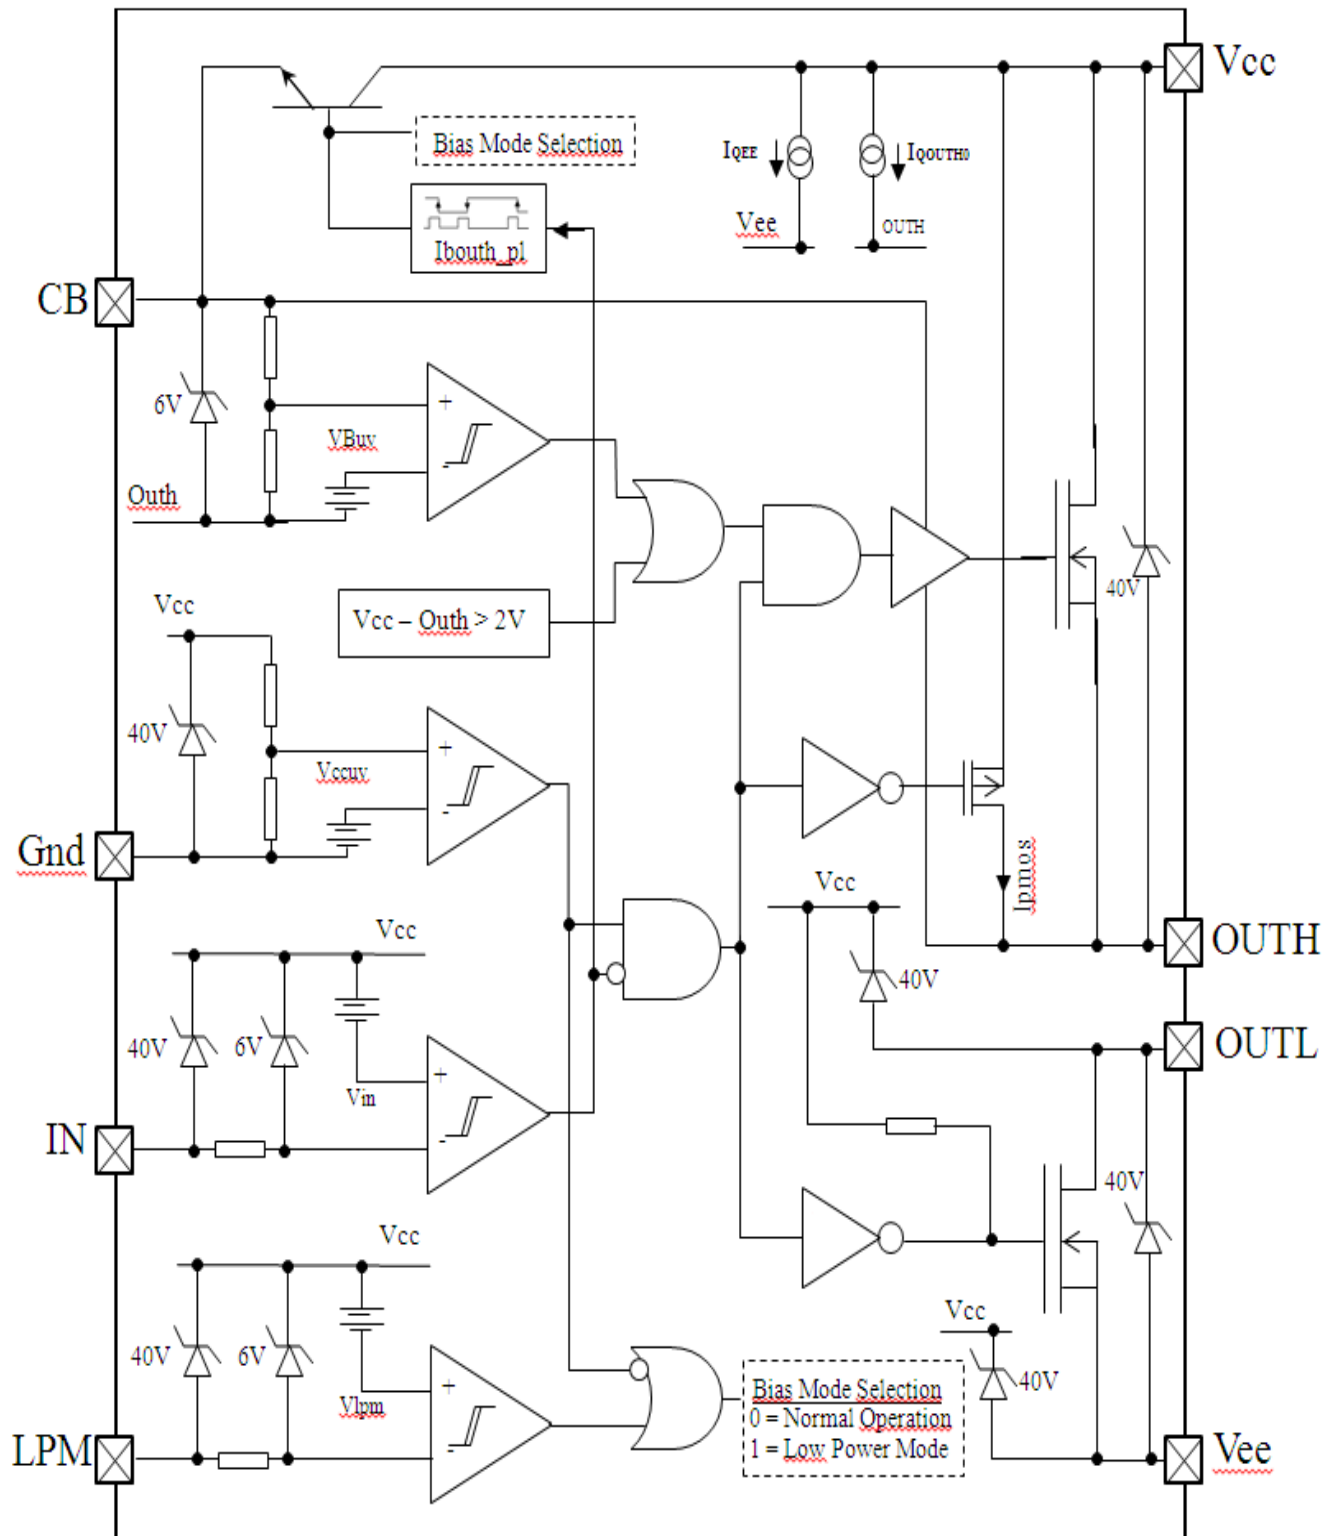 Vcc
Bias Mode Selection
IQEE
IQOUTH0
Vee
OUTH
Ibouth_pl
CB
6V
+
VBuv
-
Outh
Vcc – Outh > 2V
40V
Vcc
40V
+
Vccuv
-
Gnd
Ipmos
Vcc
Vcc
OUTH
40V
40V
6V
+
Vin
-
IN
OUTL
40V
Vcc
Vcc
40V
6V
+
Vlpm
-
LPM
40V
Bias Mode Selection
0 = Normal Operation
1 = Low Power Mode
Vee